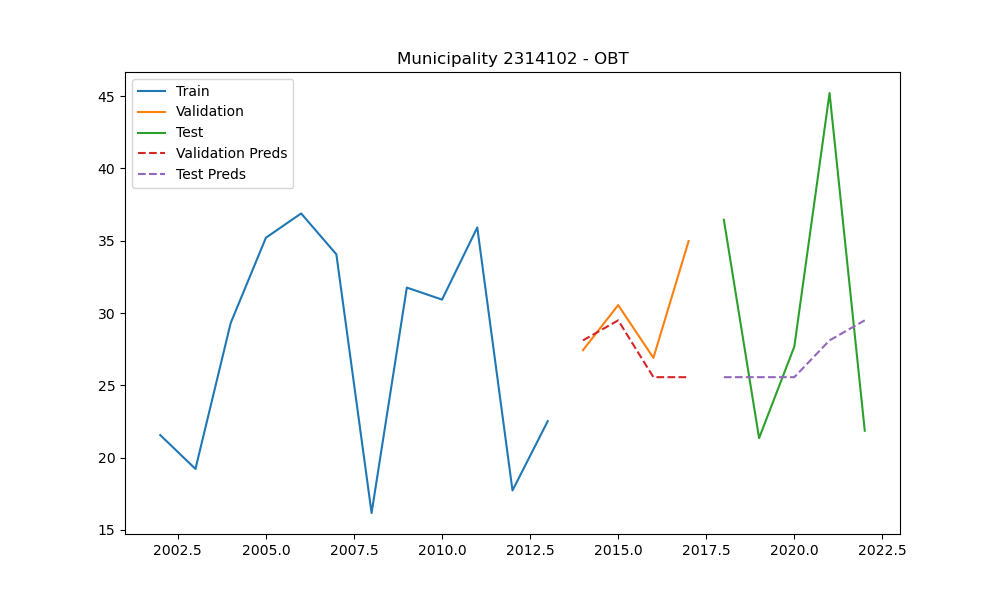 Municipality 2314102 - OBT
Train
Validation
Test
Validation Preds
Test Preds
45
40
35
30
25
20
15
2002.5 2005.0 2007.5 2010.0 2012.5 2015.0 2017.5 2020.0 2022.5